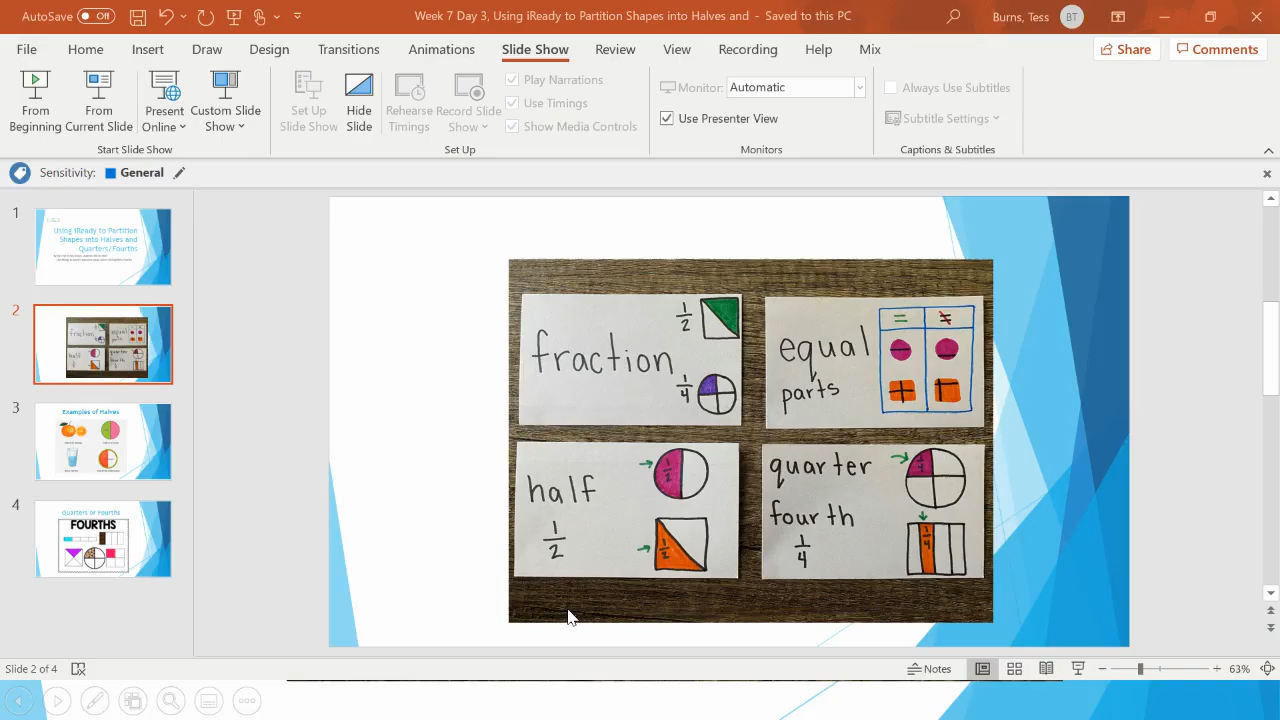 AutoSave Off
Week 7 Day 3, Using iReady to Partition Shapes into Halves and - Saved to this PC
Burns, Tess
BT
File Home Insert Draw Design Transitions Animations Slide Show Review View Recording Help Mix
Share
Comments
From Beginning
From Current Slide
Present Online
Custom Slide Show
Set Up Slide Show
Hide Slide
Rehearse Timings
Record Slide Show
Play Narrations
Use Timings
Show Media Controls
Monitor: Automatic
Use Presenter View
Always Use Subtitles
Subtitle Settings
Start Slide Show
Set Up
Monitors
Captions & Subtitles
Sensitivity: General
1
Using iReady to Partition
Shapes into Halves and
Quarters/Fourths
2
fraction
equal
parts
half
quarter
fourth
3
Examples of Halves
4
Quarters or Fourths
FOURTHS
fraction
1/2
1/4
equal
parts
= ≠
half
1/2
1/2
1/2
quarter
fourth
1/4
1/4
1/4
Slide 2 of 4
Notes
63%